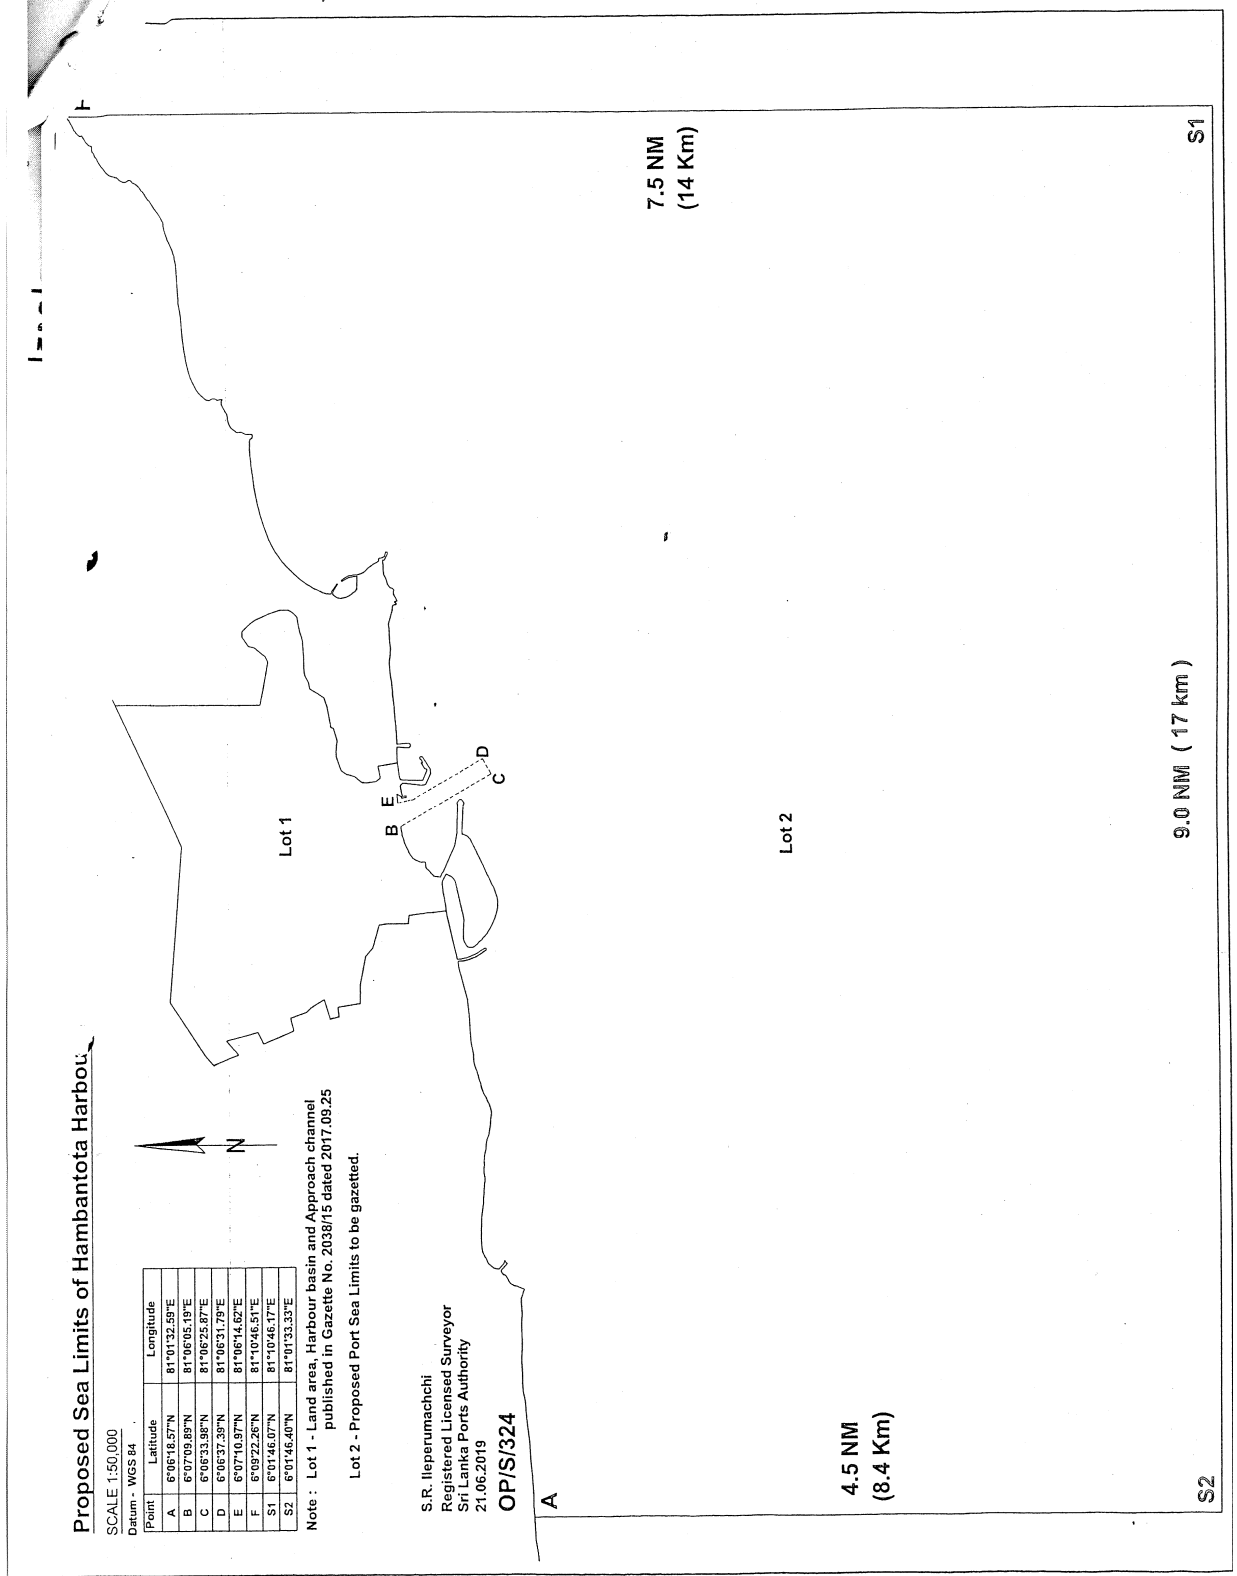 Proposed Sea Limits of Hambantota Harbou
SCALE 1:50,000
Datum - WGS 84
Point Latitude Longitude
A 6°06'18.57"N 81°01'32.59"E
B 6°07'09.89"N 81°06'05.19"E
C 6°06'33.98"N 81°06'25.87"E
D 6°06'37.39"N 81°06'31.79"E
E 6°07'10.97"N 81°06'14.62"E
F 6°09'22.26"N 81°10'46.51"E
S1 6°01'46.07"N 81°10'46.17"E
S2 6°01'46.40"N 81°01'33.33"E
N
Note : Lot 1 - Land area, Harbour basin and Approach channel
published in Gazette No. 2038/15 dated 2017.09.25
Lot 2 - Proposed Port Sea Limits to be gazetted.
S.R. Ileperumachchi
Registered Licensed Surveyor
Sri Lanka Ports Authority
21.06.2019
OP/S/324
Lot 1
E
B
D
C
A
Lot 2
7.5 NM
(14 Km)
4.5 NM
(8.4 Km)
9.0 NM ( 17 km )
S2
S1